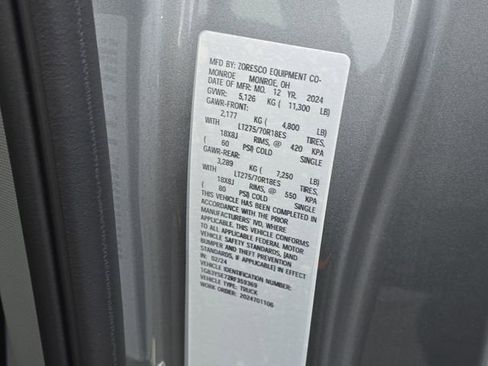 MFD BY: ZORESCO EQUIPMENT CO-
MONROE MONROE, OH
DATE OF MFR: MO. 12 YR. 2024
GVWR: 5,126 KG ( 11,300 LB)
GAWR-FRONT:
2,177 KG ( 4,800 LB)
WITH LT275/70R18ES TIRES,
18X8J RIMS, @ 420 KPA
( 60 PSI) COLD SINGLE
GAWR-REAR:
3,289 KG ( 7,250 LB)
WITH LT275/70R18ES TIRES,
18X8J RIMS, @ 550 KPA
( 80 PSI) COLD SINGLE
THIS VEHICLE HAS BEEN COMPLETED IN
ACCORDANCE WITH THE PRIOR
MANUFACTURERS' IVD, WHERE
APPLICABLE. THIS VEHICLE CONFORMS
TO ALL APPLICABLE FEDERAL MOTOR
VEHICLE SAFETY STANDARDS, [AND
BUMPER AND THEFT PREVENTION
STANDARDS, IF APPLICABLE] IN EFFECT
IN: 02/24
VEHICLE IDENTIFICATION NUMBER:
VEHICLE TYPE: TRUCK
WORK ORDER: 2024701106